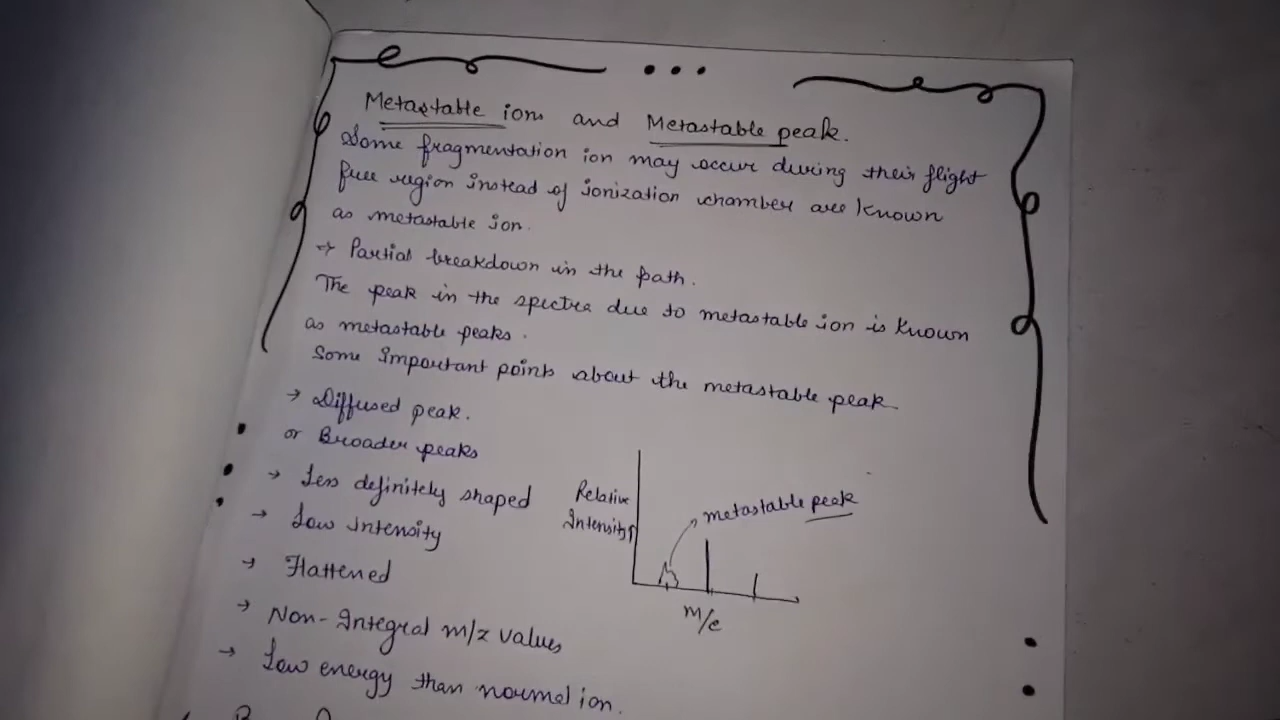 Metastable ions and Metastable peak.
Some fragmentation ion may occur during their flight
free region instead of ionization chamber are known
as metastable ion.
→ Partial breakdown in the path.
The peak in the spectra due to metastable ion is known
as metastable peaks.
Some Important points about the metastable peak
→ Diffused peak.
or Broader peaks
→ Less definitely shaped
→ Low intensity
→ Flattened
→ Non-Integral m/z values
→ Low energy than normal ion.
Relative
Intensity↑
metastable peak
m/e